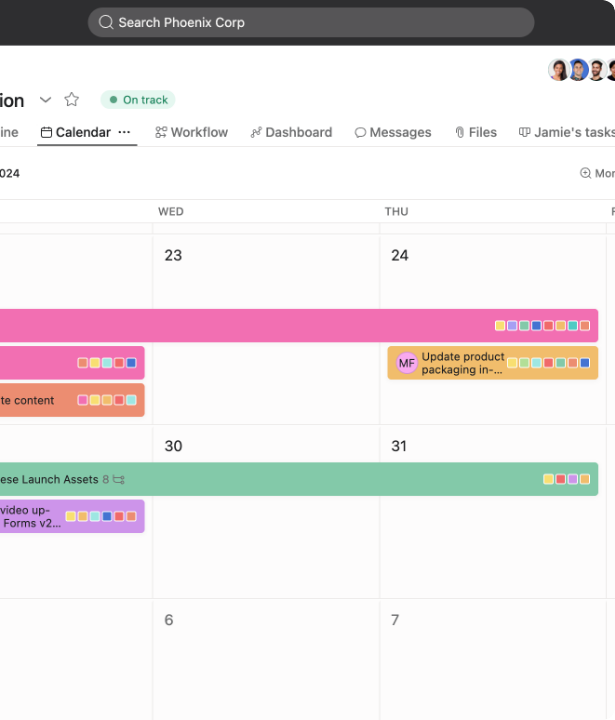 Search Phoenix Corp
ion
On track
ine Calendar ... Workflow Dashboard Messages Files Jamie's tasks
024 Mor
WED THU
23 24
MF Update product
packaging in-...
te content
30 31
ese Launch Assets 8
video up-
Forms v2...
6 7